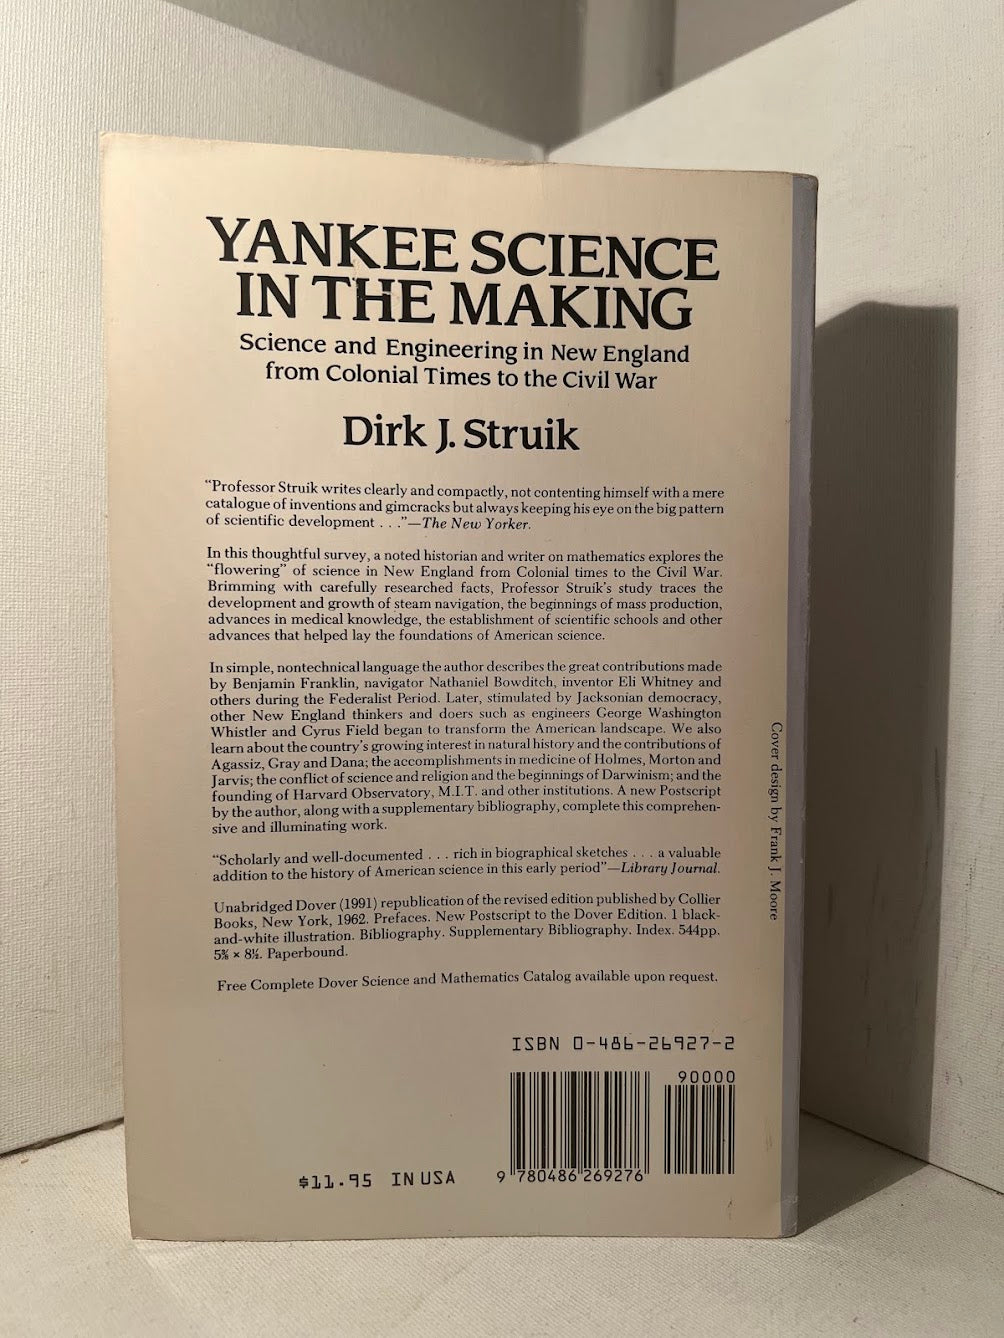 YANKEE SCIENCE
IN THE MAKING
Science and Engineering in New England
from Colonial Times to the Civil War
Dirk J. Struik
“Professor Struik writes clearly and compactly, not contenting himself with a mere
catalogue of inventions and gimcracks but always keeping his eye on the big pattern
of scientific development . . .”—The New Yorker.
In this thoughtful survey, a noted historian and writer on mathematics explores the
“flowering” of science in New England from Colonial times to the Civil War.
Brimming with carefully researched facts, Professor Struik's study traces the
development and growth of steam navigation, the beginnings of mass production,
advances in medical knowledge, the establishment of scientific schools and other
advances that helped lay the foundations of American science.
In simple, nontechnical language the author describes the great contributions made
by Benjamin Franklin, navigator Nathaniel Bowditch, inventor Eli Whitney and
others during the Federalist Period. Later, stimulated by Jacksonian democracy,
other New England thinkers and doers such as engineers George Washington
Whistler and Cyrus Field began to transform the American landscape. We also
learn about the country's growing interest in natural history and the contributions of
Agassiz, Gray and Dana; the accomplishments in medicine of Holmes, Morton and
Jarvis; the conflict of science and religion and the beginnings of Darwinism; and the
founding of Harvard Observatory, M.I.T. and other institutions. A new Postscript
by the author, along with a supplementary bibliography, complete this comprehen-
sive and illuminating work.
“Scholarly and well-documented . . . rich in biographical sketches . . . a valuable
addition to the history of American science in this early period”—Library Journal.
Unabridged Dover (1991) republication of the revised edition published by Collier
Books, New York, 1962. Prefaces. New Postscript to the Dover Edition. 1 black-
and-white illustration. Bibliography. Supplementary Bibliography. Index. 544pp.
5⅜ × 8½. Paperbound.
Free Complete Dover Science and Mathematics Catalog available upon request.
Cover design by Frank J. Moore
ISBN 0-486-26927-2
90000
9 780486 269276
$11.95 IN USA